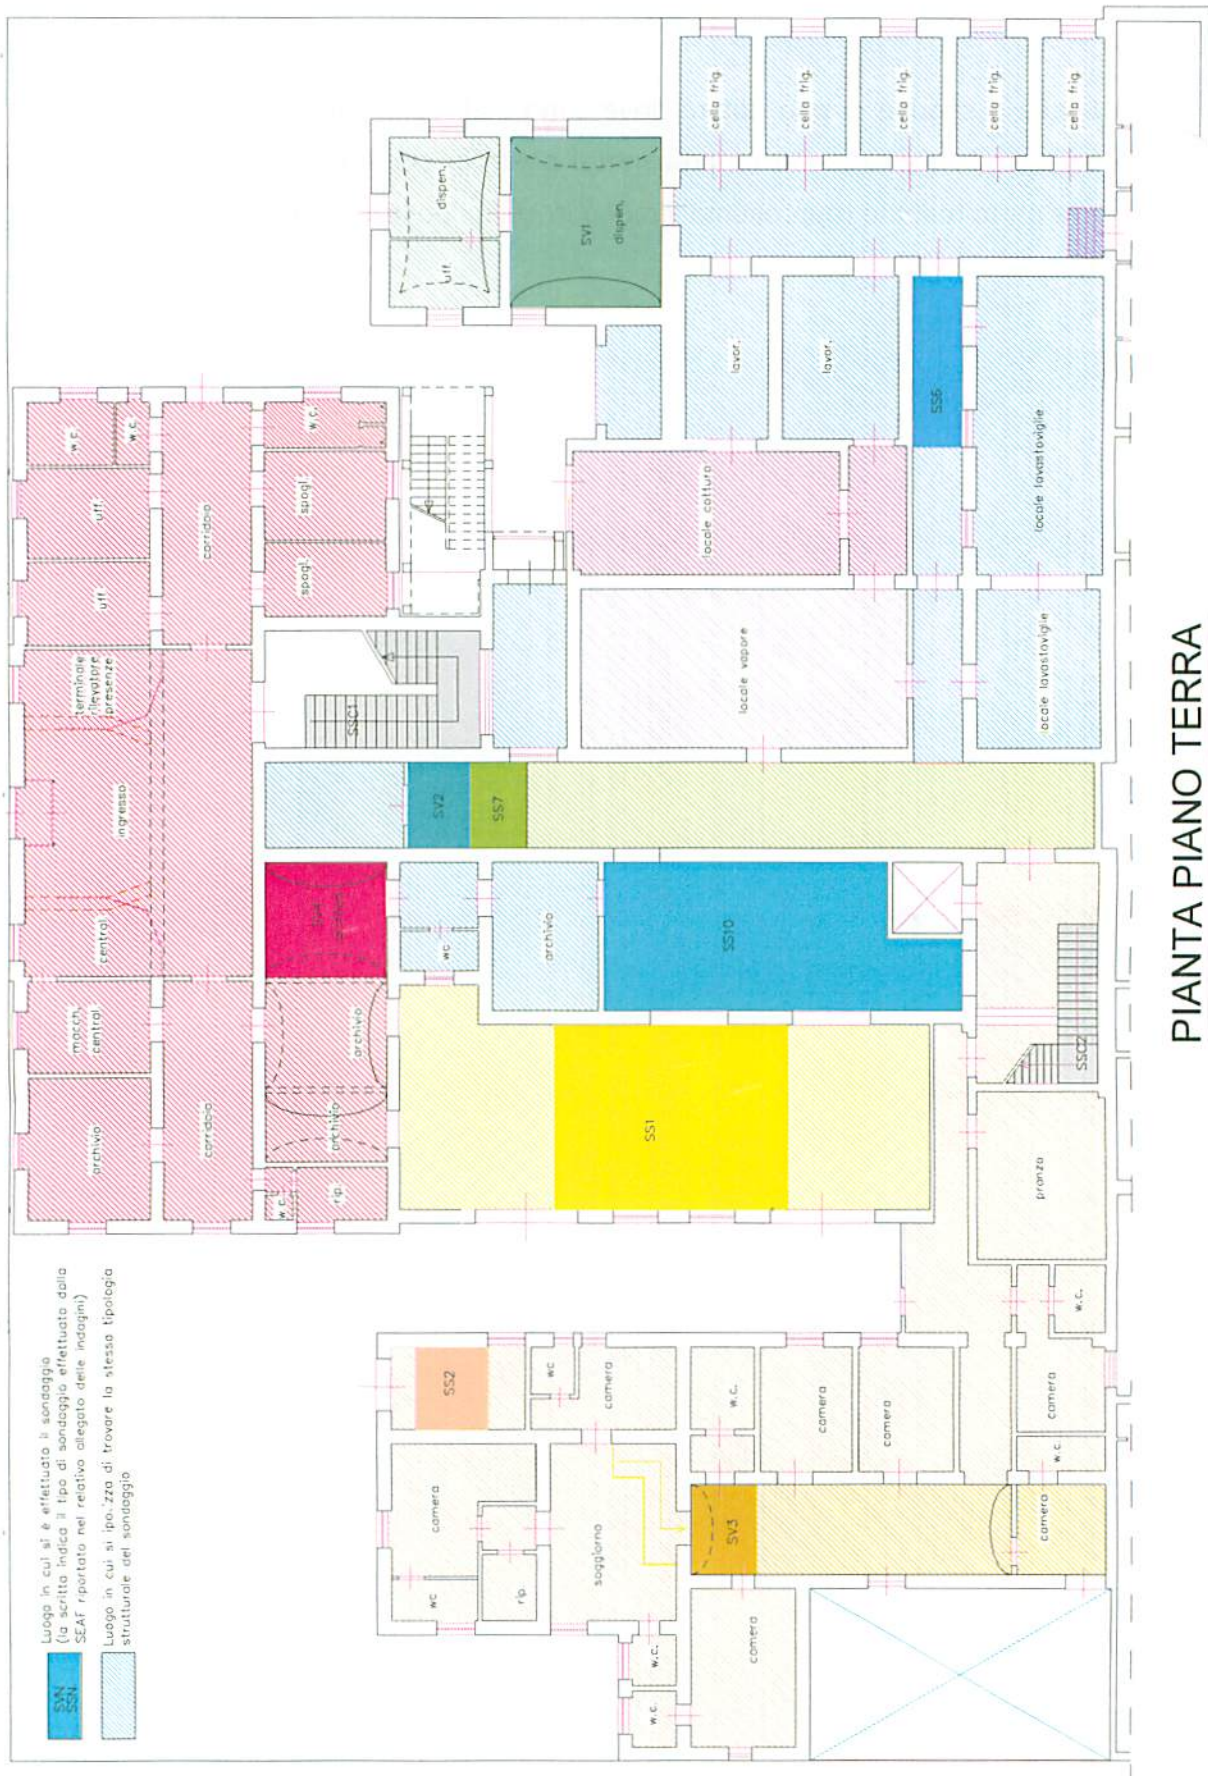 PIANTA PIANO TERRA
SVN
SSN
Luogo in cui si è effettuato il sondaggio
(la scritta indica il tipo di sondaggio effettuato dalla
SEAF riportato nel relativo allegato delle indagini)
Luogo in cui si ipotizza di trovare la stessa tipologia
strutturale del sondaggio
archivio
macch.
central.
central.
ingresso
terminale
rilevatore
presenze
uff.
uff.
w.c.
w.c.
corridoio
corridoio
w.c.
rip.
archivio
archivio
spogl.
spogl.
w.c.
SSC1
uff.
dispen.
SV1
dispen.
cella frig.
cella frig.
cella frig.
cella frig.
cella frig.
lavor.
lavor.
SS6
locale lavastoviglie
locale lavastoviglie
locale cottura
locale vapore
SV2
SS7
wc
archivio
SS10
SS1
SSC2
pranzo
w.c.
SS2
wc
camera
camera
wc
rip.
soggiorno
w.c.
camera
camera
camera
w.c.
camera
SV3
camera
w.c.
w.c.